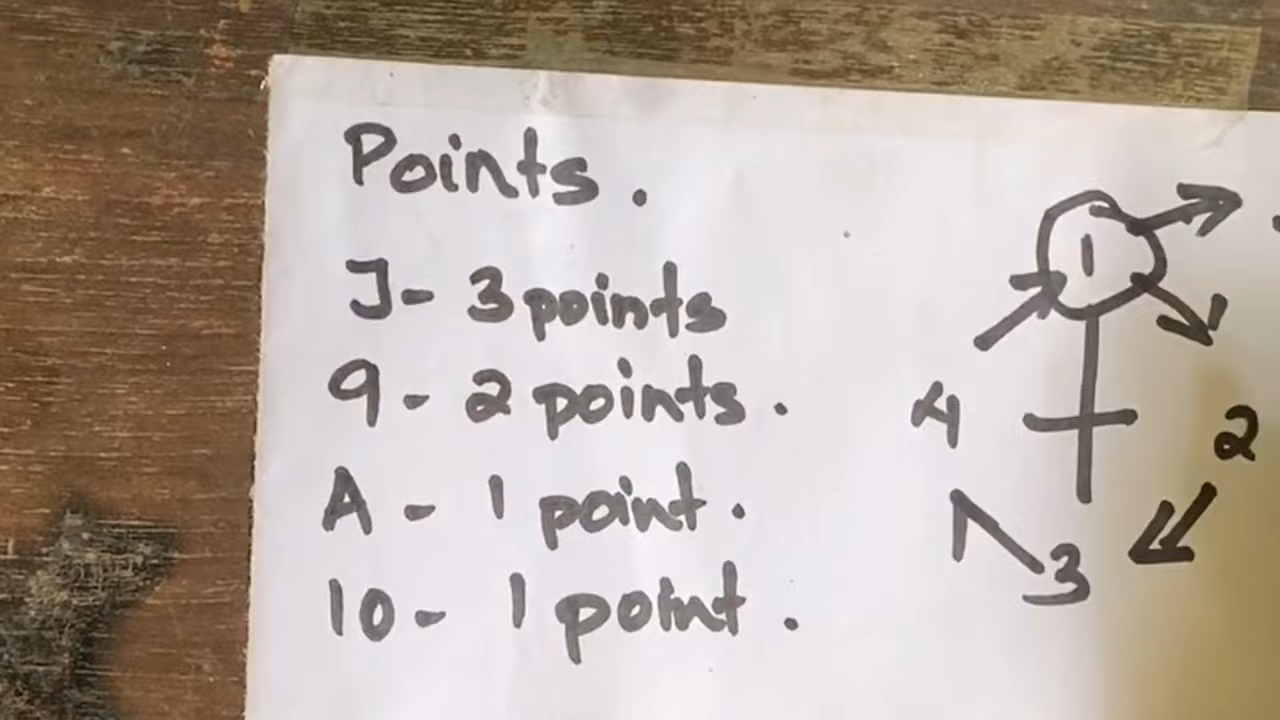 Points.
J- 3 points
9- 2 points.
A- 1 point.
10- 1 point.
1
4
2
3